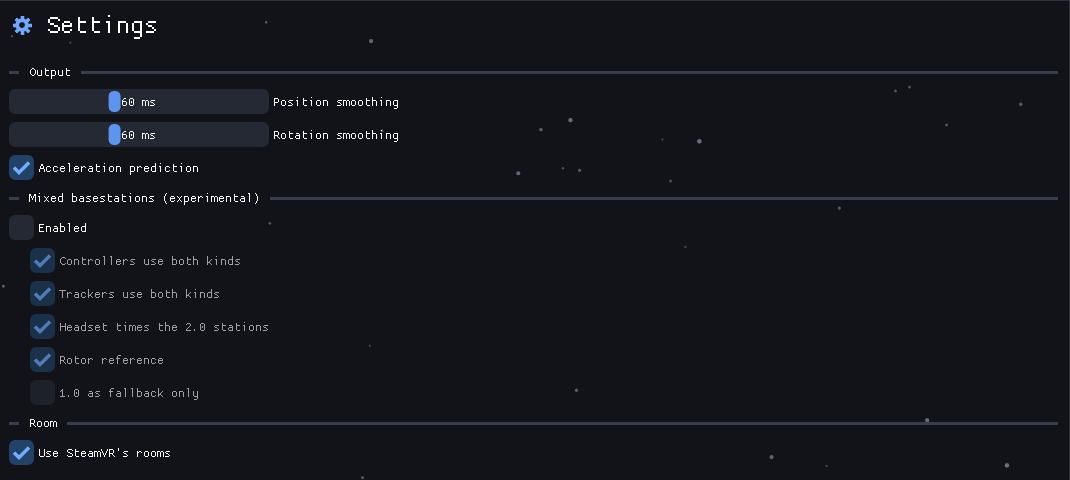 Settings
Output
60 ms Position smoothing
60 ms Rotation smoothing
Acceleration prediction
Mixed basestations (experimental)
Enabled
Controllers use both kinds
Trackers use both kinds
Headset times the 2.0 stations
Rotor reference
1.0 as fallback only
Room
Use SteamVR's rooms